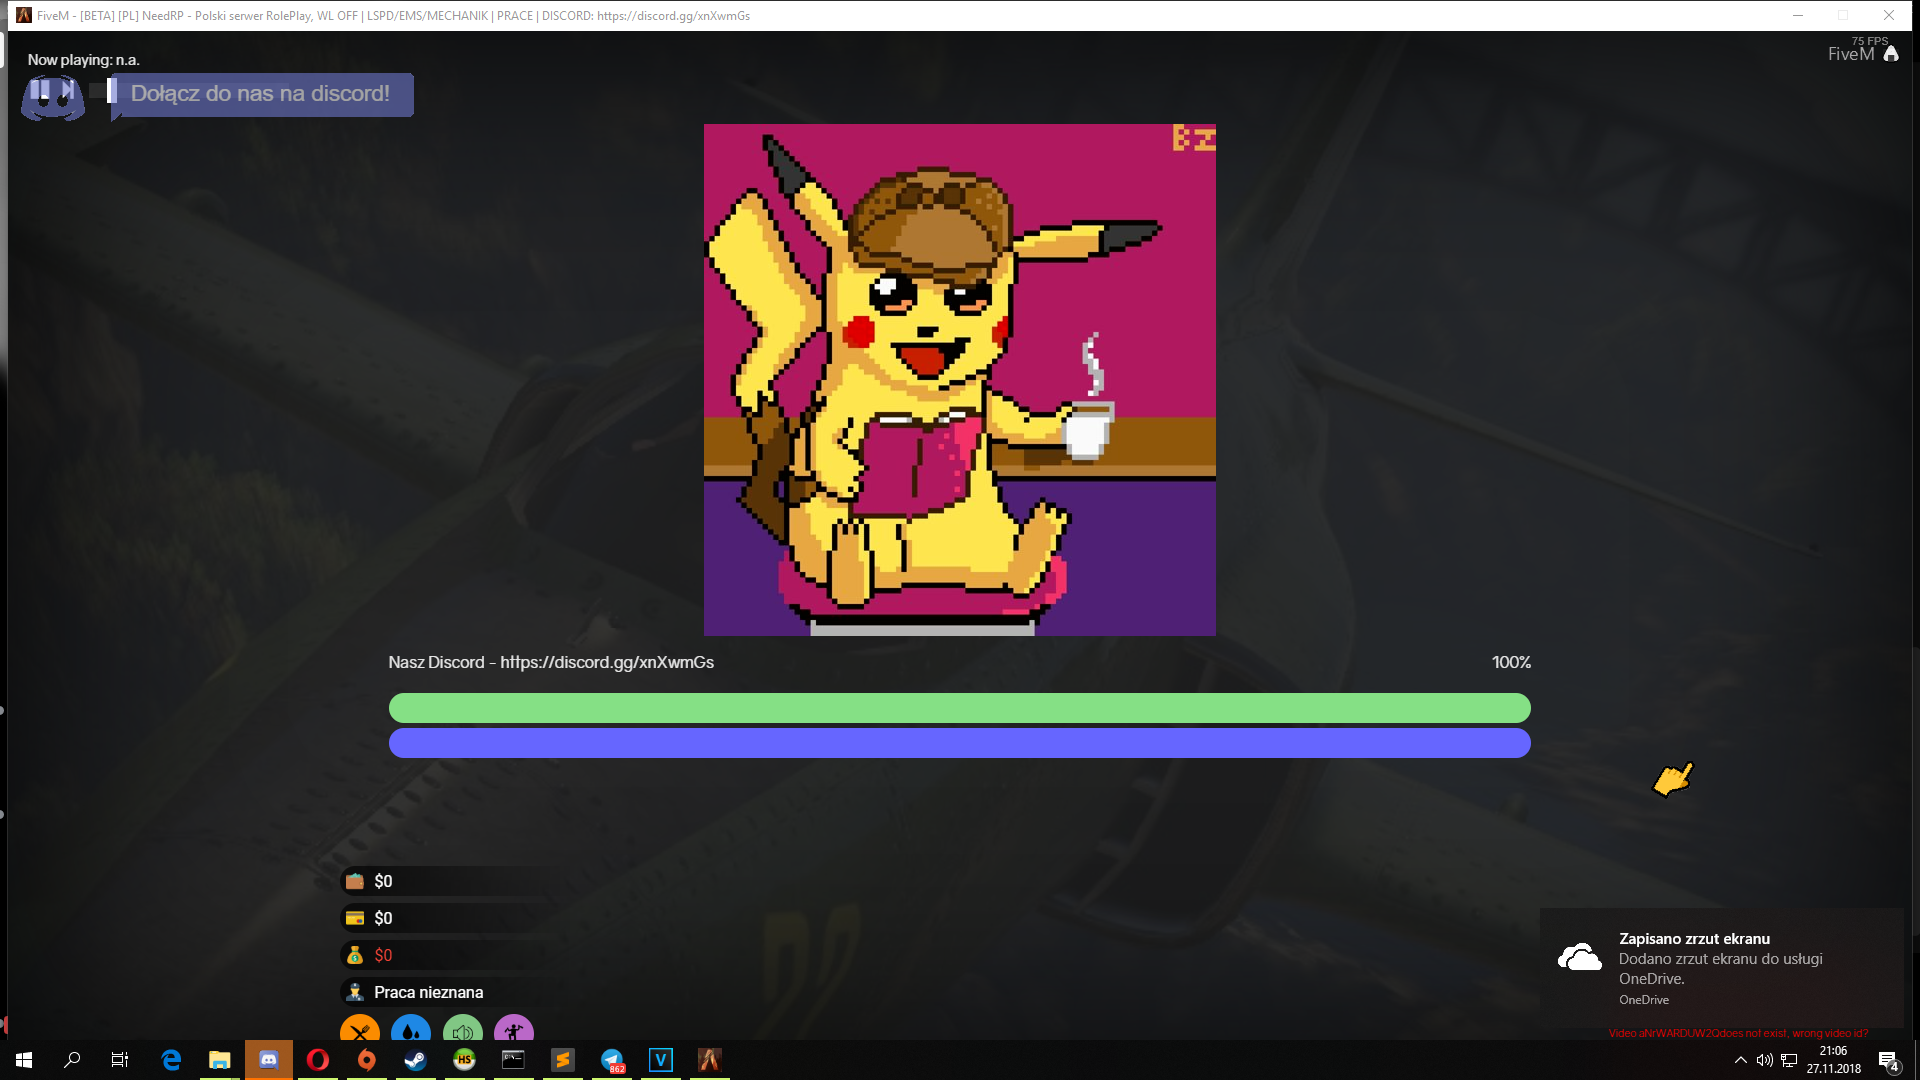 FiveM - [BETA] [PL] NeedRP - Polski serwer RolePlay, WL OFF | LSPD/EMS/MECHANIK | PRACE | DISCORD: https://discord.gg/xnXwmGs
75 FPS
FiveM
Now playing: n.a.
Dołącz do nas na discord!
BZ
Nasz Discord - https://discord.gg/xnXwmGs
100%
$0
$0
$0
Praca nieznana
Zapisano zrzut ekranu
Dodano zrzut ekranu do usługi
OneDrive.
OneDrive
Video aNrWARDUW2Qdoes not exist, wrong video id?
HS
862
V
21:06
27.11.2018
4